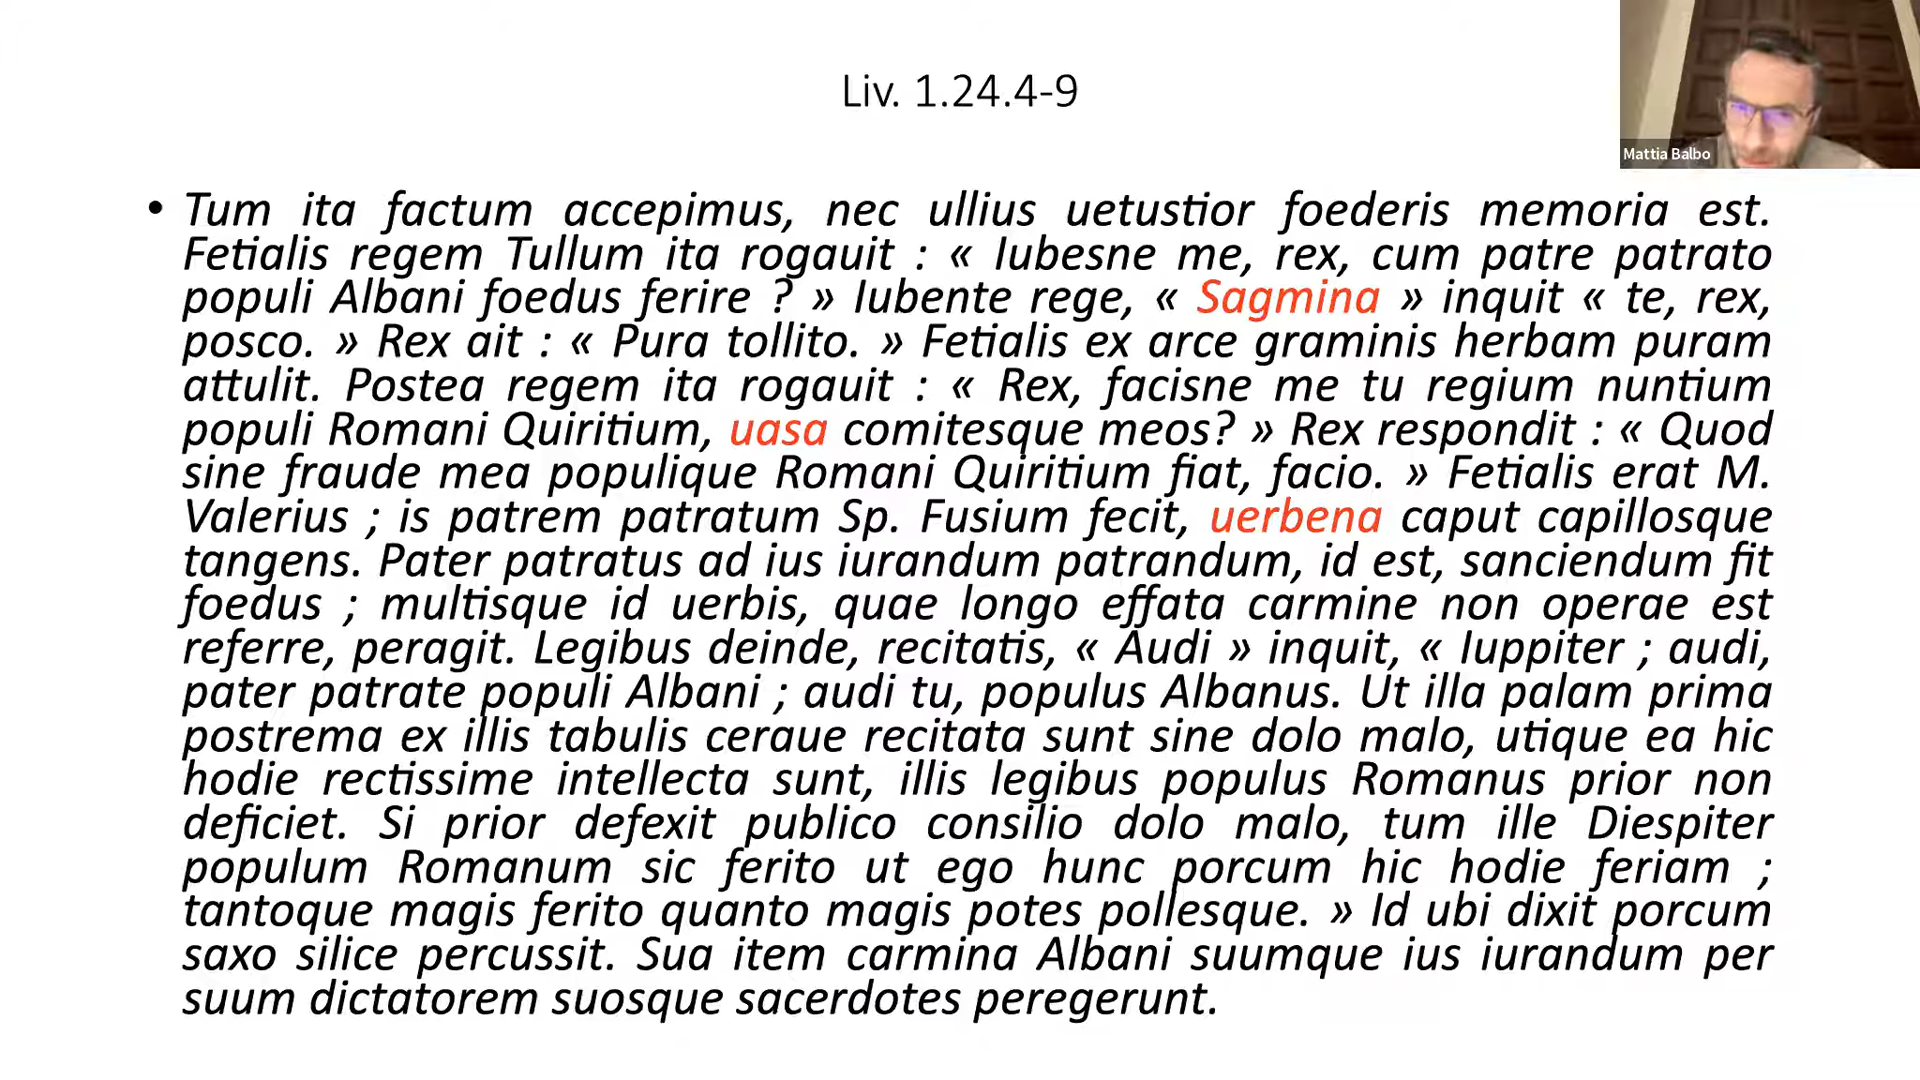 Liv. 1.24.4-9
Mattia Balbo
• Tum ita factum accepimus, nec ullius uetustior foederis memoria est.
Fetialis regem Tullum ita rogauit : « Iubesne me, rex, cum patre patrato
populi Albani foedus ferire ? » Iubente rege, « Sagmina » inquit « te, rex,
posco. » Rex ait : « Pura tollito. » Fetialis ex arce graminis herbam puram
attulit. Postea regem ita rogauit : « Rex, facisne me tu regium nuntium
populi Romani Quiritium, uasa comitesque meos? » Rex respondit : « Quod
sine fraude mea populique Romani Quiritium fiat, facio. » Fetialis erat M.
Valerius ; is patrem patratum Sp. Fusium fecit, uerbena caput capillosque
tangens. Pater patratus ad ius iurandum patrandum, id est, sanciendum fit
foedus ; multisque id uerbis, quae longo effata carmine non operae est
referre, peragit. Legibus deinde, recitatis, « Audi » inquit, « Iuppiter ; audi,
pater patrate populi Albani ; audi tu, populus Albanus. Ut illa palam prima
postrema ex illis tabulis ceraue recitata sunt sine dolo malo, utique ea hic
hodie rectissime intellecta sunt, illis legibus populus Romanus prior non
deficiet. Si prior defexit publico consilio dolo malo, tum ille Diespiter
populum Romanum sic ferito ut ego hunc porcum hic hodie feriam ;
tantoque magis ferito quanto magis potes pollesque. » Id ubi dixit porcum
saxo silice percussit. Sua item carmina Albani suumque ius iurandum per
suum dictatorem suosque sacerdotes peregerunt.